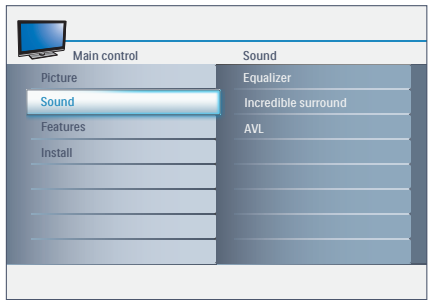 Main control
Sound
Picture
Equalizer
Sound
Incredible surround
Features
AVL
Install